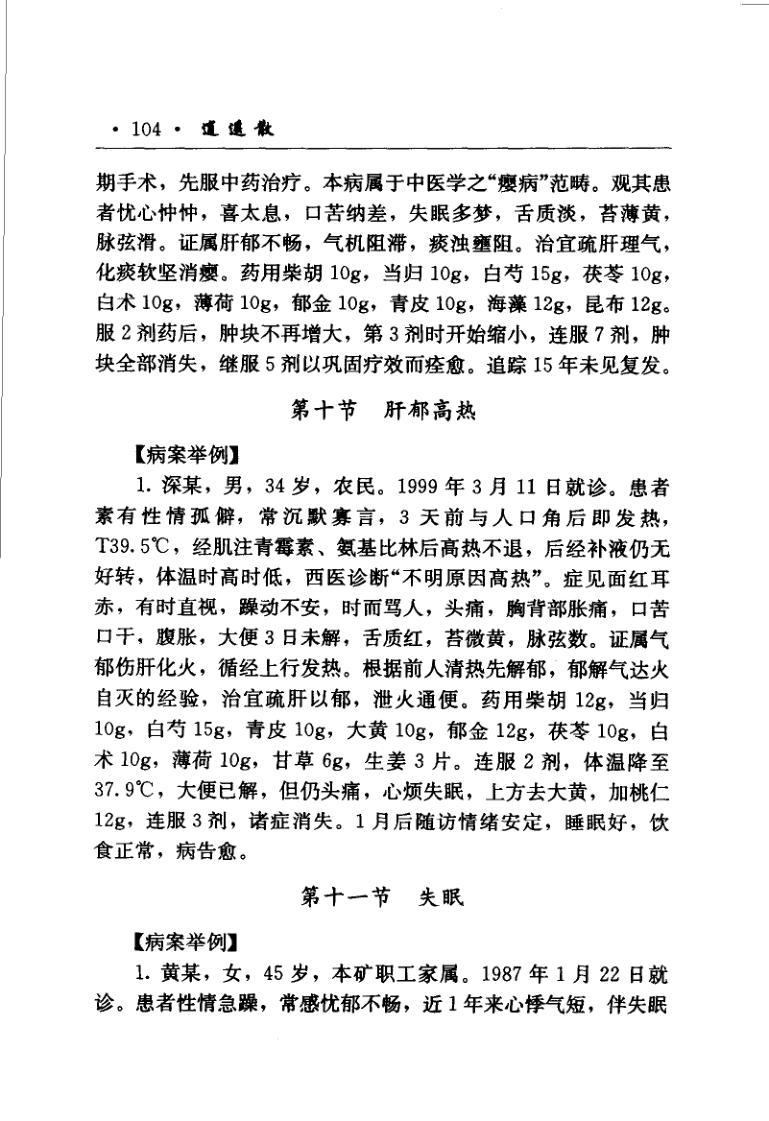 · 104 · 逍遥散
期手术，先服中药治疗。本病属于中医学之“瘿病”范畴。观其患
者忧心忡忡，喜太息，口苦纳差，失眠多梦，舌质淡，苔薄黄，
脉弦滑。证属肝郁不畅，气机阻滞，痰浊壅阻。治宜疏肝理气，
化痰软坚消瘿。药用柴胡 10g，当归 10g，白芍 15g，茯苓 10g，
白术 10g，薄荷 10g，郁金 10g，青皮 10g，海藻 12g，昆布 12g。
服 2 剂药后，肿块不再增大，第 3 剂时开始缩小，连服 7 剂，肿
块全部消失，继服 5 剂以巩固疗效而痊愈。追踪 15 年未见复发。
第十节 肝郁高热
【病案举例】
1. 深某，男，34 岁，农民。1999 年 3 月 11 日就诊。患者
素有性情孤僻，常沉默寡言，3 天前与人口角后即发热，
T39.5℃，经肌注青霉素、氨基比林后高热不退，后经补液仍无
好转，体温时高时低，西医诊断“不明原因高热”。症见面红耳
赤，有时直视，躁动不安，时而骂人，头痛，胸背部胀痛，口苦
口干，腹胀，大便 3 日未解，舌质红，苔微黄，脉弦数。证属气
郁伤肝化火，循经上行发热。根据前人清热先解郁，郁解气达火
自灭的经验，治宜疏肝以郁，泄火通便。药用柴胡 12g，当归
10g，白芍 15g，青皮 10g，大黄 10g，郁金 12g，茯苓 10g，白
术 10g，薄荷 10g，甘草 6g，生姜 3 片。连服 2 剂，体温降至
37.9℃，大便已解，但仍头痛，心烦失眠，上方去大黄，加桃仁
12g，连服 3 剂，诸症消失。1 月后随访情绪安定，睡眠好，饮
食正常，病告愈。
第十一节 失眠
【病案举例】
1. 黄某，女，45 岁，本矿职工家属。1987 年 1 月 22 日就
诊。患者性情急躁，常感忧郁不畅，近 1 年来心悸气短，伴失眠